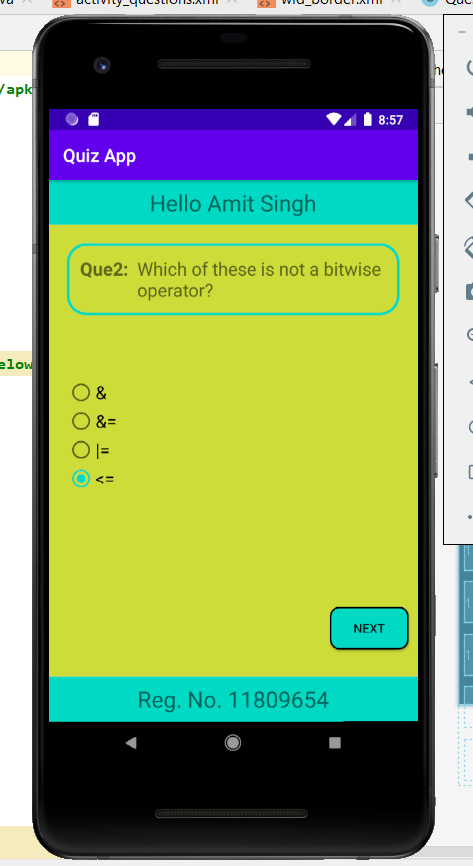 activity_questions.xml
wid_border.xml
/apk
8:57
Quiz App
Hello Amit Singh
Que2: Which of these is not a bitwise
operator?
elow
&
&=
|=
<=
NEXT
Reg. No. 11809654